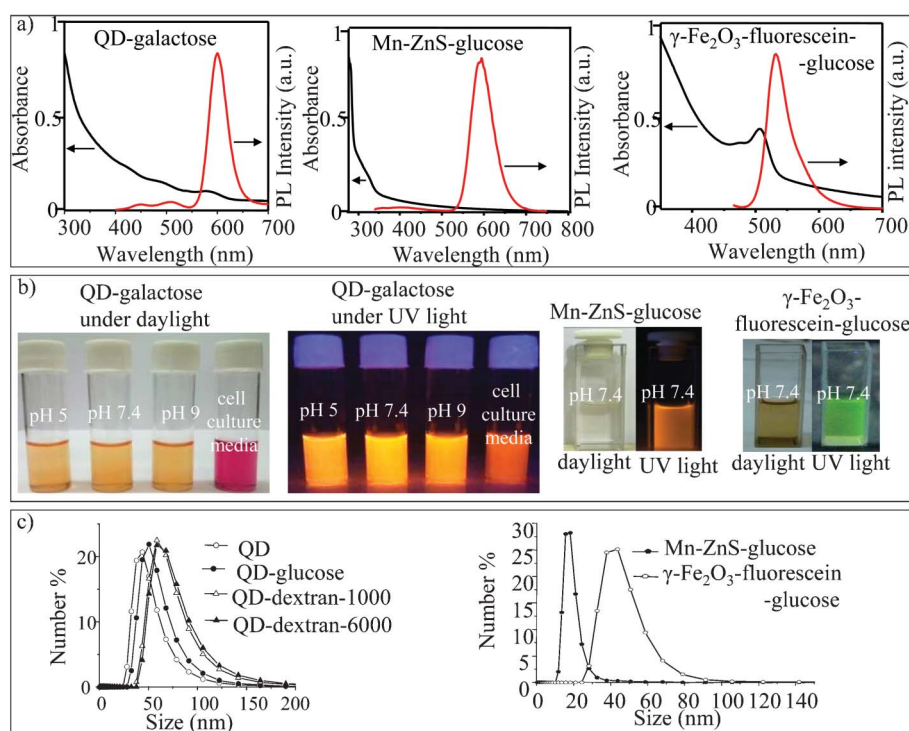 a)
QD-galactose
Absorbance
1
0.5
0
300 400 500 600 700
Wavelength (nm)
PL Intensity (a.u.)
Mn-ZnS-glucose
Absorbance
1
0.5
0
300 400 500 600 700 800
Wavelength (nm)
PL Intensity (a.u.)
γ-Fe2O3-fluorescein-
-glucose
Absorbance
1
0.5
0
400 500 600 700
Wavelength (nm)
PL intensity (a.u.)
b)
QD-galactose
under daylight
pH 5
pH 7.4
pH 9
cell
culture
media
QD-galactose
under UV light
pH 5
pH 7.4
pH 9
cell
culture
media
Mn-ZnS-glucose
pH 7.4
daylight
UV light
γ-Fe2O3-
fluorescein-glucose
pH 7.4
pH 7.4
daylight
UV light
c)
Number %
20
10
0
0 50 100 150 200
Size (nm)
QD
QD-glucose
QD-dextran-1000
QD-dextran-6000
Number %
30
25
20
15
10
25
0
0 20 40 60 80 100 120 140
Size (nm)
Mn-ZnS-glucose
γ-Fe2O3-fluorescein
-glucose